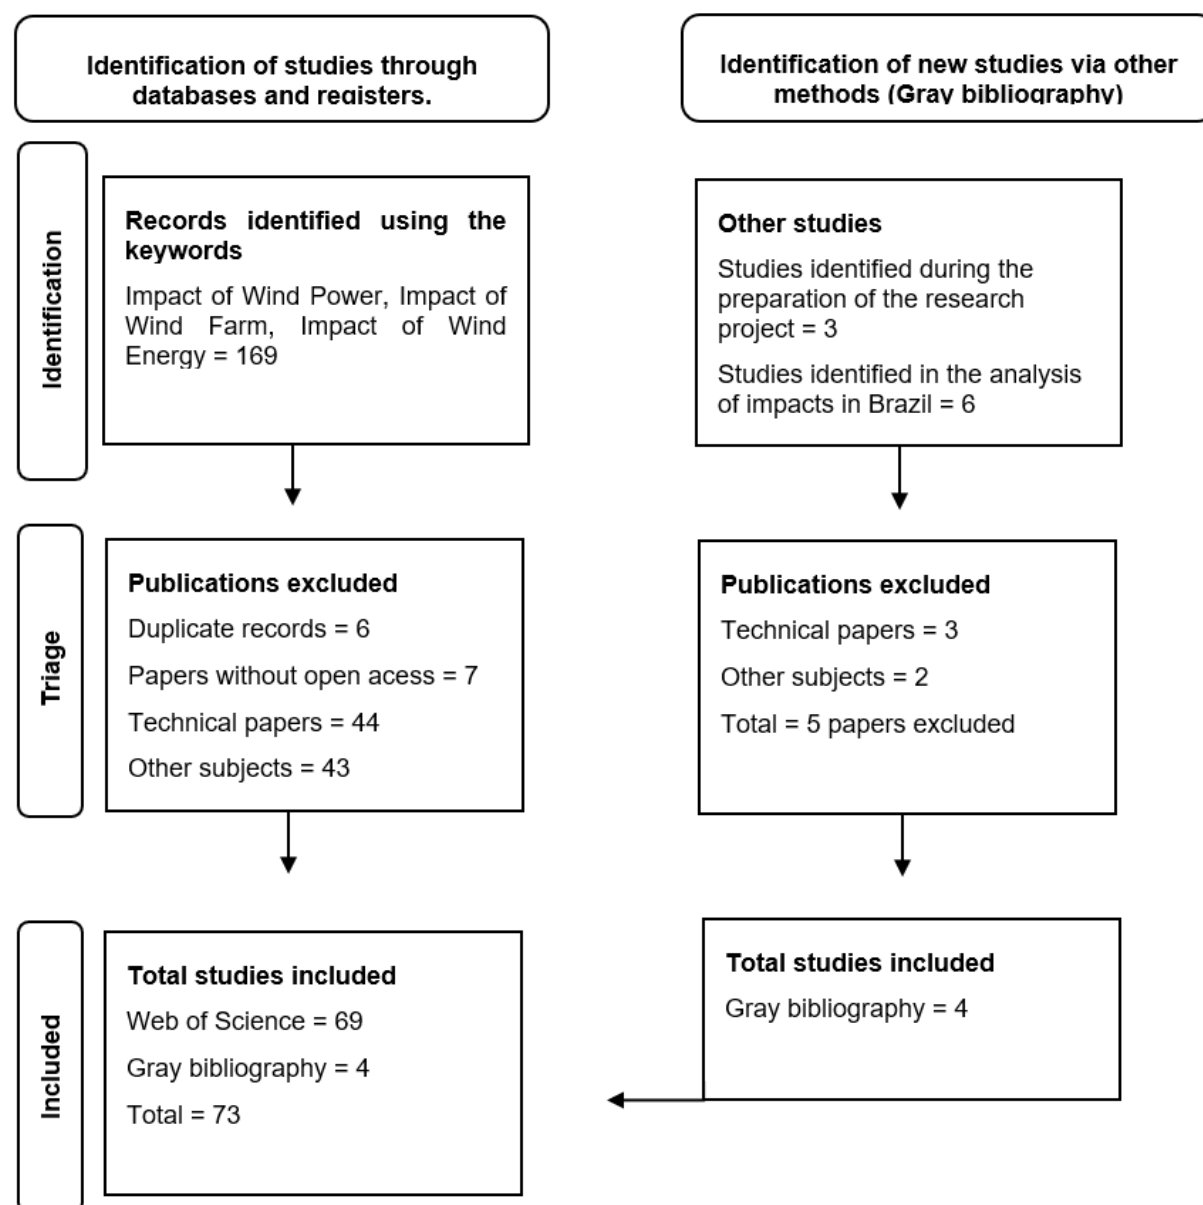 Identification of studies through
databases and registers.
Identification of new studies via other
methods (Gray bibliography)
Identification
Records identified using the
keywords
Impact of Wind Power, Impact of
Wind Farm, Impact of Wind
Energy = 169
Other studies
Studies identified during the
preparation of the research
project = 3
Studies identified in the analysis
of impacts in Brazil = 6
Triage
Publications excluded
Duplicate records = 6
Papers without open acess = 7
Technical papers = 44
Other subjects = 43
Publications excluded
Technical papers = 3
Other subjects = 2
Total = 5 papers excluded
Included
Total studies included
Web of Science = 69
Gray bibliography = 4
Total = 73
Total studies included
Gray bibliography = 4